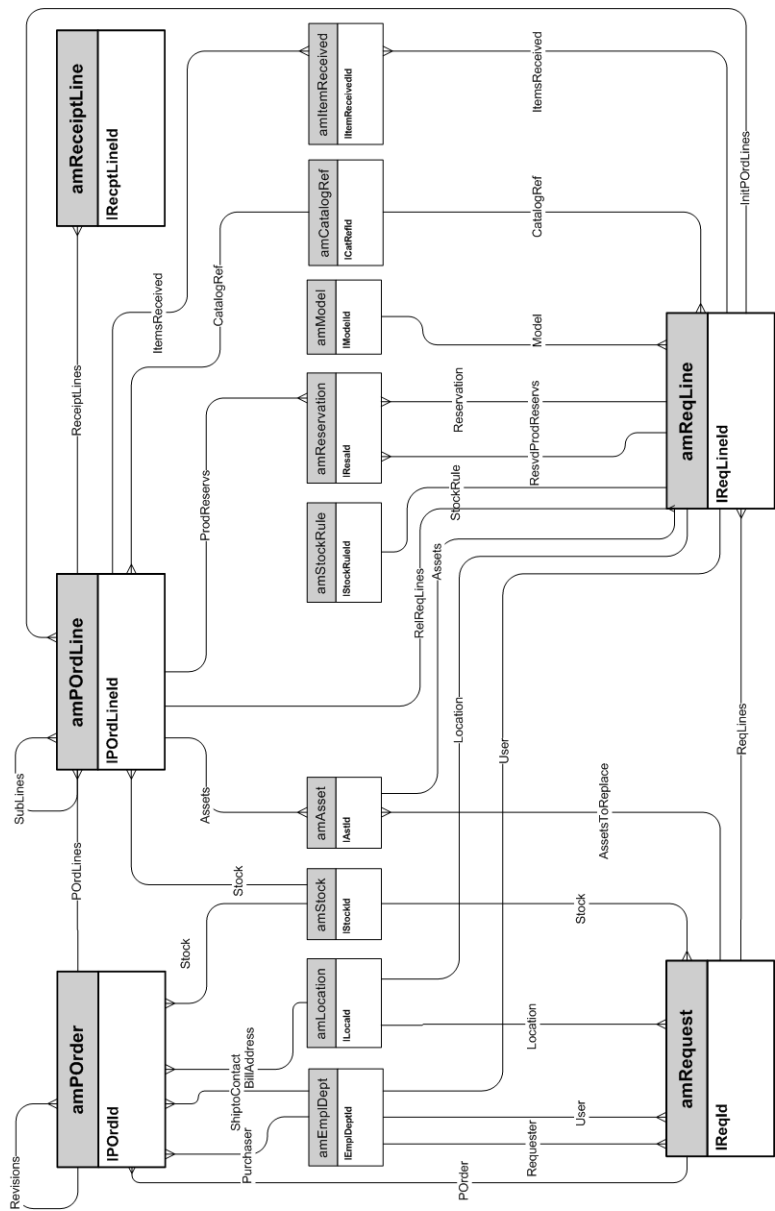 amReceiptLine
lRecptLineId
amItemReceived
lItemReceivedId
ItemsReceived
ItemsReceived
InitPOrdLines
amCatalogRef
lCatRefId
CatalogRef
CatalogRef
ReceiptLines
amModel
lModelId
Model
amReservation
lResaId
Reservation
ResvdProdReservs
ProdReservs
amReqLine
lReqLineId
amStockRule
lStockRuleId
StockRule
Assets
RelReqLines
amPOrdLine
lPOrdLineId
SubLines
Location
User
amAsset
lAstId
Assets
AssetsToReplace
ReqLines
POrdLines
Stock
amStock
lStockId
Stock
Stock
amPOrder
lPOrdId
Revisions
amLocation
lLocaId
Location
ShiptoContact
BillAddress
amEmplDept
lEmplDeptId
User
Requester
Purchaser
POrder
amRequest
lReqId